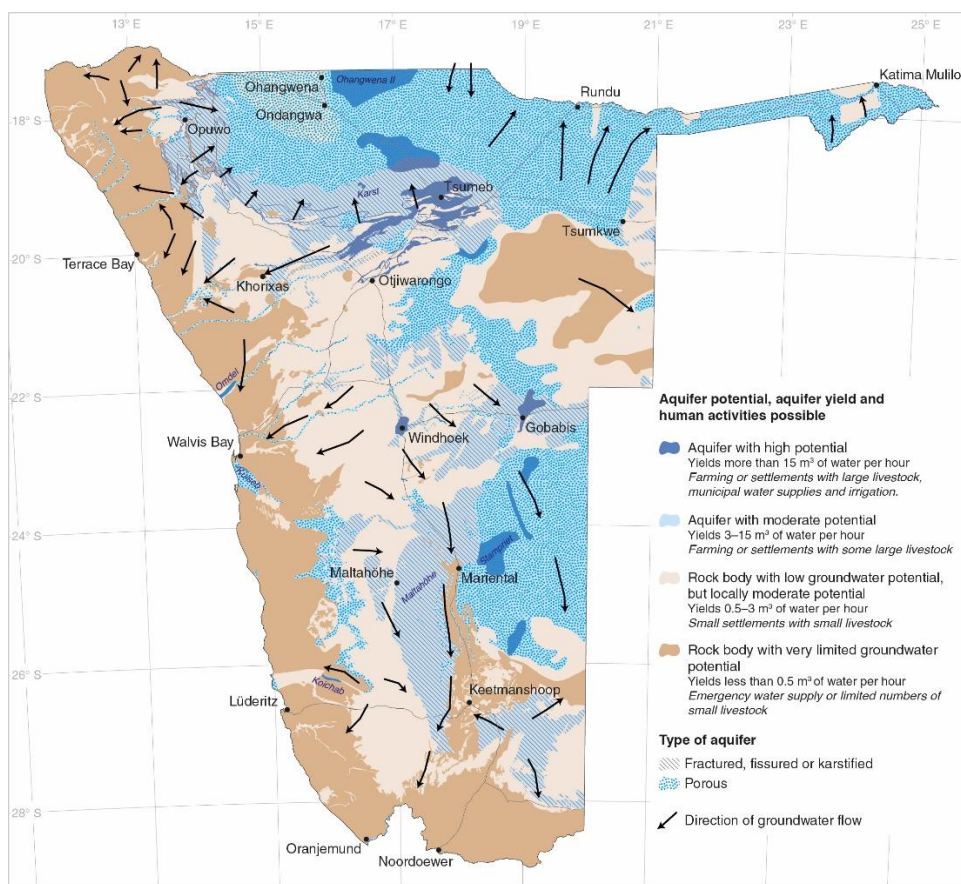 13° E
15° E
17° E
19° E
21° E
23° E
25° E
Ohangwena II
Ohangwena
Ondangwa
Rundu
Katima Mulilo
18° S
Opuwo
Karst
Tsumeb
Tsumkwe
20° S
Terrace Bay
Khorixas
Otjiwarongo
Omdel
22° S
Windhoek
Gobabis
Walvis Bay
Kuiseb
24° S
Stampriet
Maltahöhe
Maltahöhe
Mariental
26° S
Koichab
Lüderitz
Keetmanshoop
28° S
Oranjemund
Noordoewer
Aquifer potential, aquifer yield and
human activities possible
Aquifer with high potential
Yields more than 15 m³ of water per hour
Farming or settlements with large livestock,
municipal water supplies and irrigation.
Aquifer with moderate potential
Yields 3–15 m³ of water per hour
Farming or settlements with some large livestock
Rock body with low groundwater potential,
but locally moderate potential
Yields 0.5–3 m³ of water per hour
Small settlements with small livestock
Rock body with very limited groundwater
potential
Yields less than 0.5 m³ of water per hour
Emergency water supply or limited numbers of
small livestock
Type of aquifer
Fractured, fissured or karstified
Porous
Direction of groundwater flow